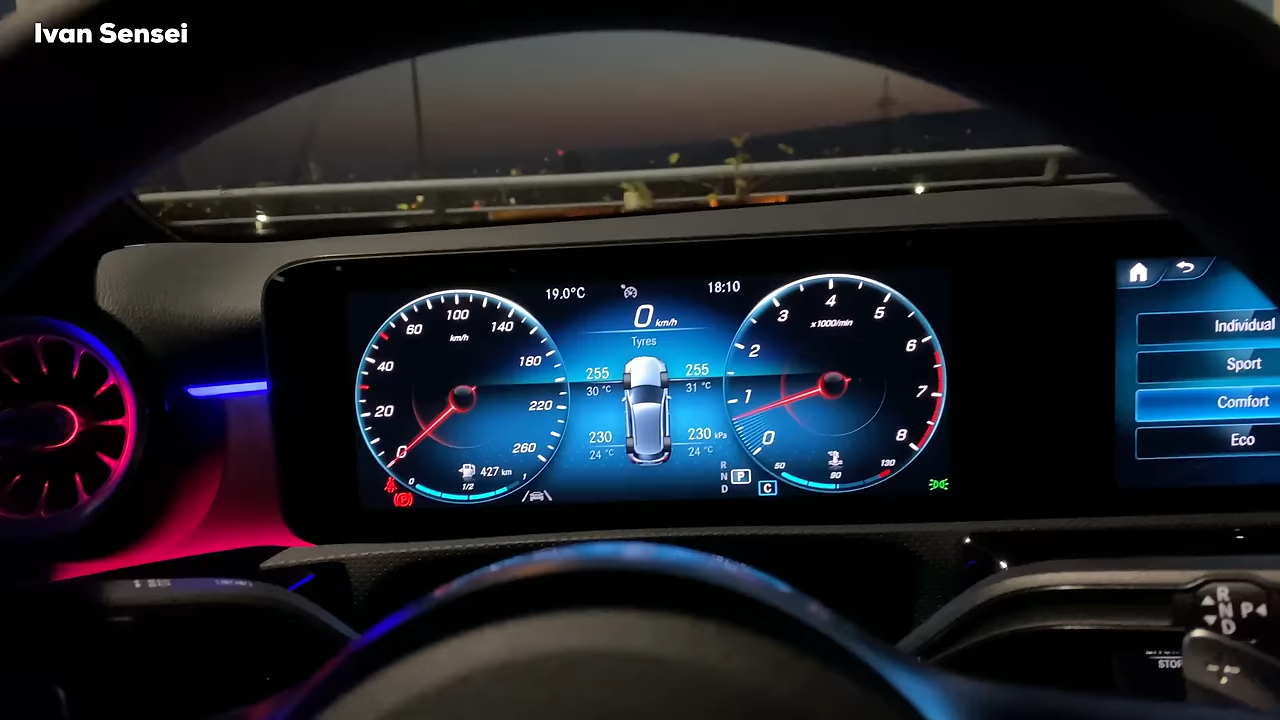 Ivan Sensei
19.0°C
18:10
0 km/h
Tyres
255
255
30 °C
31 °C
230
230 kPa
24 °C
24 °C
0
20
40
60
100
140
180
220
260
km/h
427 km
0
1/2
1
0
1
2
3
4
5
6
7
8
x1000/min
50
90
130
R
N
D
P
C
Individual
Sport
Comfort
Eco
R
N
D
P
STOP